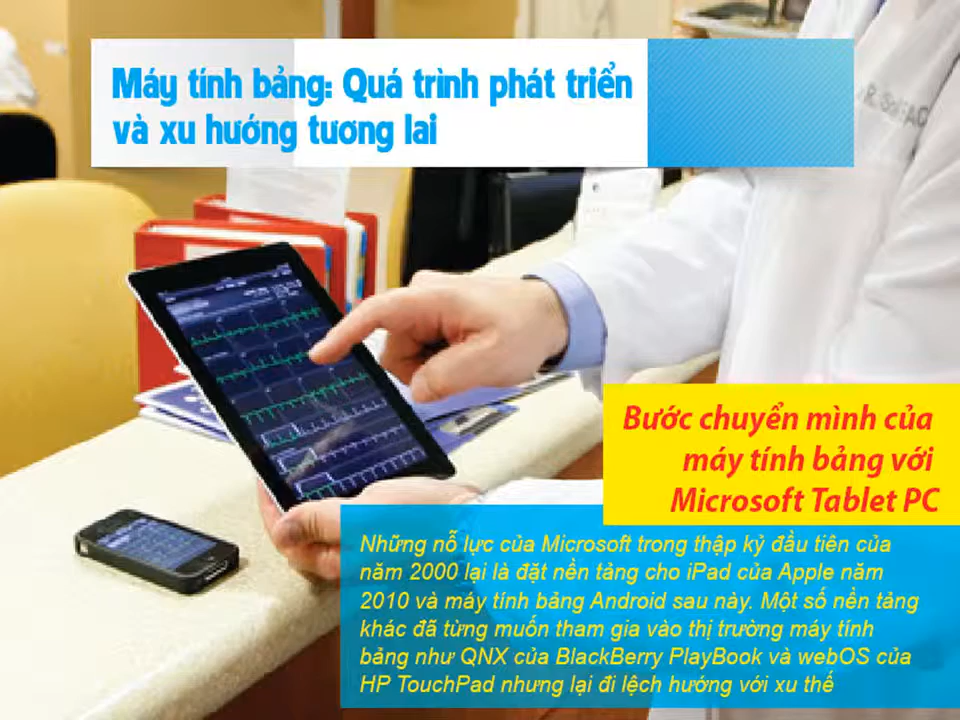 Máy tính bảng: Quá trình phát triển
và xu hướng tương lai
Bước chuyển mình của
máy tính bảng với
Microsoft Tablet PC
Những nỗ lực của Microsoft trong thập kỷ đầu tiên của
năm 2000 lại là đặt nền tảng cho iPad của Apple năm
2010 và máy tính bảng Android sau này. Một số nền tảng
khác đã từng muốn tham gia vào thị trường máy tính
bảng như QNX của BlackBerry PlayBook và webOS của
HP TouchPad nhưng lại đi lệch hướng với xu thế